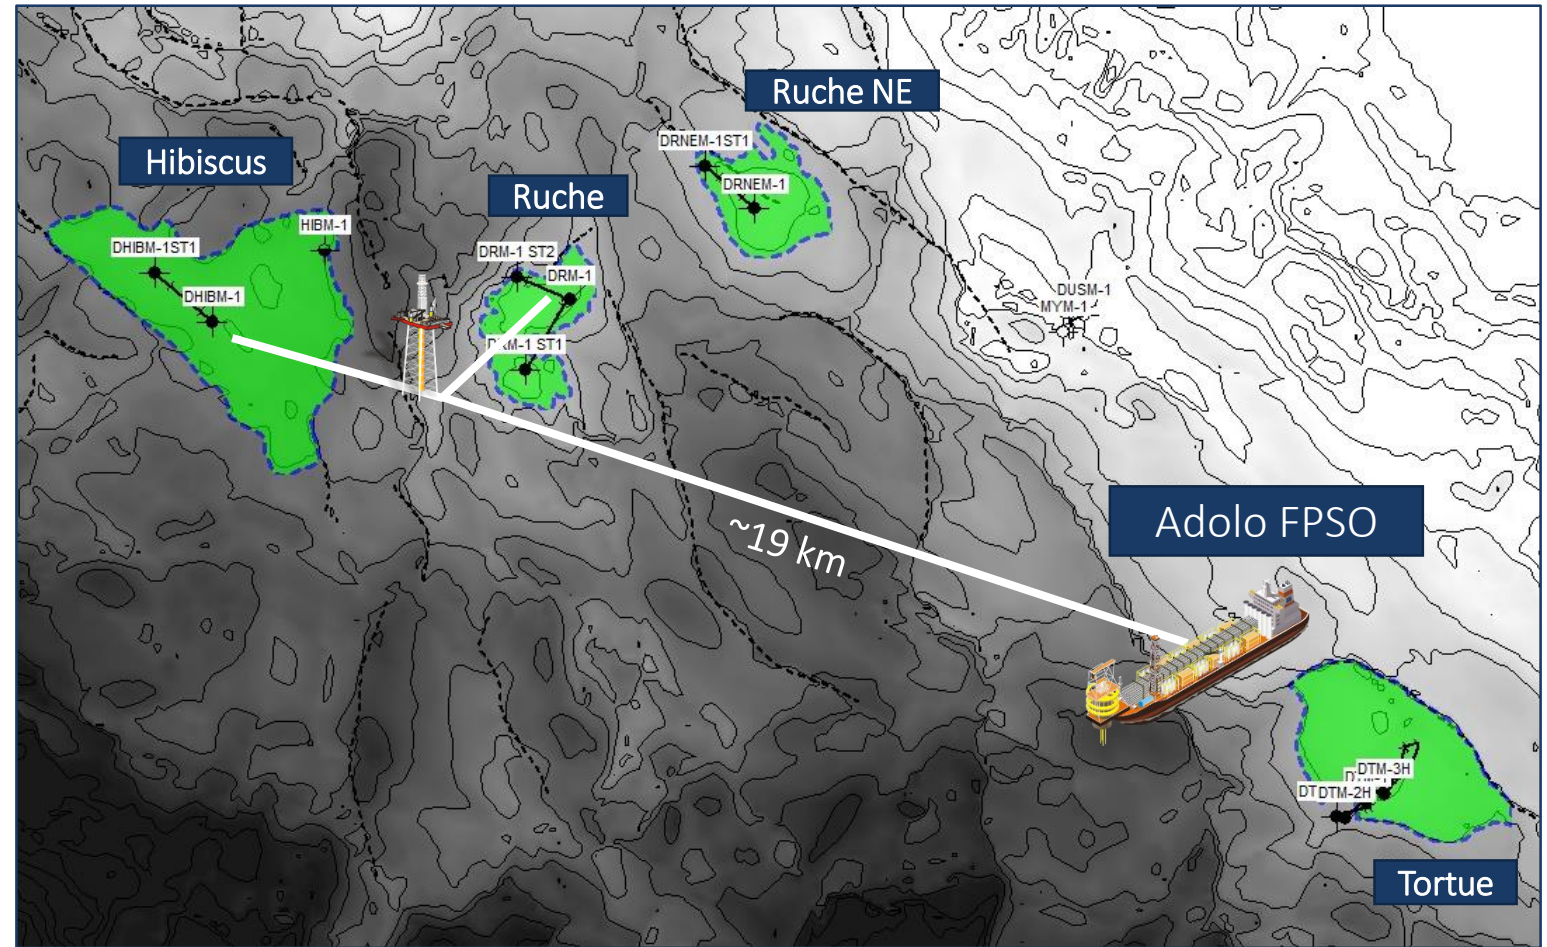 Ruche NE
DRNEM-1ST1
Hibiscus
DRNEM-1
Ruche
HIBM-1
DHIBM-1ST1
DRM-1 ST2
DRM-1
DHIBM-1
DUSM-1
MYM-1
ST1
Adolo FPSO
~19 km
DTM-3H
DTM-2H
Tortue